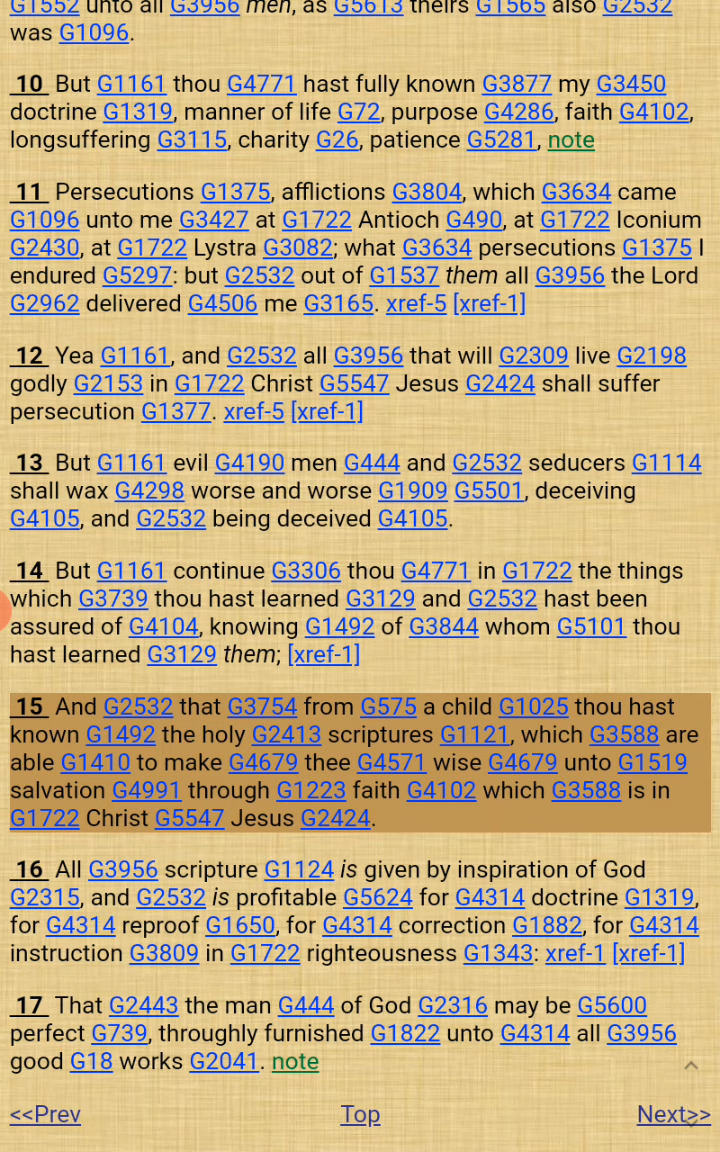 G1552 unto all G3956 men, as G5613 theirs G1565 also G2532
was G1096.
10 But G1161 thou G4771 hast fully known G3877 my G3450
doctrine G1319, manner of life G72, purpose G4286, faith G4102,
longsuffering G3115, charity G26, patience G5281, note
11 Persecutions G1375, afflictions G3804, which G3634 came
G1096 unto me G3427 at G1722 Antioch G490, at G1722 Iconium
G2430, at G1722 Lystra G3082; what G3634 persecutions G1375 I
endured G5297: but G2532 out of G1537 them all G3956 the Lord
G2962 delivered G4506 me G3165. xref-5 [xref-1]
12 Yea G1161, and G2532 all G3956 that will G2309 live G2198
godly G2153 in G1722 Christ G5547 Jesus G2424 shall suffer
persecution G1377. xref-5 [xref-1]
13 But G1161 evil G4190 men G444 and G2532 seducers G1114
shall wax G4298 worse and worse G1909 G5501, deceiving
G4105, and G2532 being deceived G4105.
14 But G1161 continue G3306 thou G4771 in G1722 the things
which G3739 thou hast learned G3129 and G2532 hast been
assured of G4104, knowing G1492 of G3844 whom G5101 thou
hast learned G3129 them; [xref-1]
15 And G2532 that G3754 from G575 a child G1025 thou hast
known G1492 the holy G2413 scriptures G1121, which G3588 are
able G1410 to make G4679 thee G4571 wise G4679 unto G1519
salvation G4991 through G1223 faith G4102 which G3588 is in
G1722 Christ G5547 Jesus G2424.
16 All G3956 scripture G1124 is given by inspiration of God
G2315, and G2532 is profitable G5624 for G4314 doctrine G1319,
for G4314 reproof G1650, for G4314 correction G1882, for G4314
instruction G3809 in G1722 righteousness G1343: xref-1 [xref-1]
17 That G2443 the man G444 of God G2316 may be G5600
perfect G739, throughly furnished G1822 unto G4314 all G3956
good G18 works G2041. note
<<Prev Top Next>>